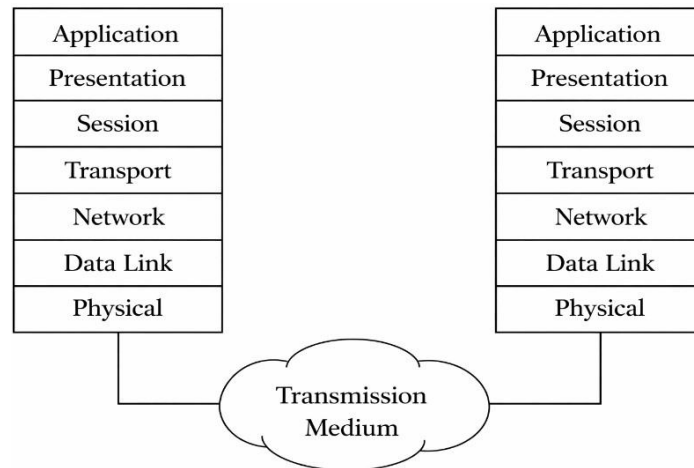 Application
Presentation
Session
Transport
Network
Data Link
Physical
Application
Presentation
Session
Transport
Network
Data Link
Physical
Transmission
Medium